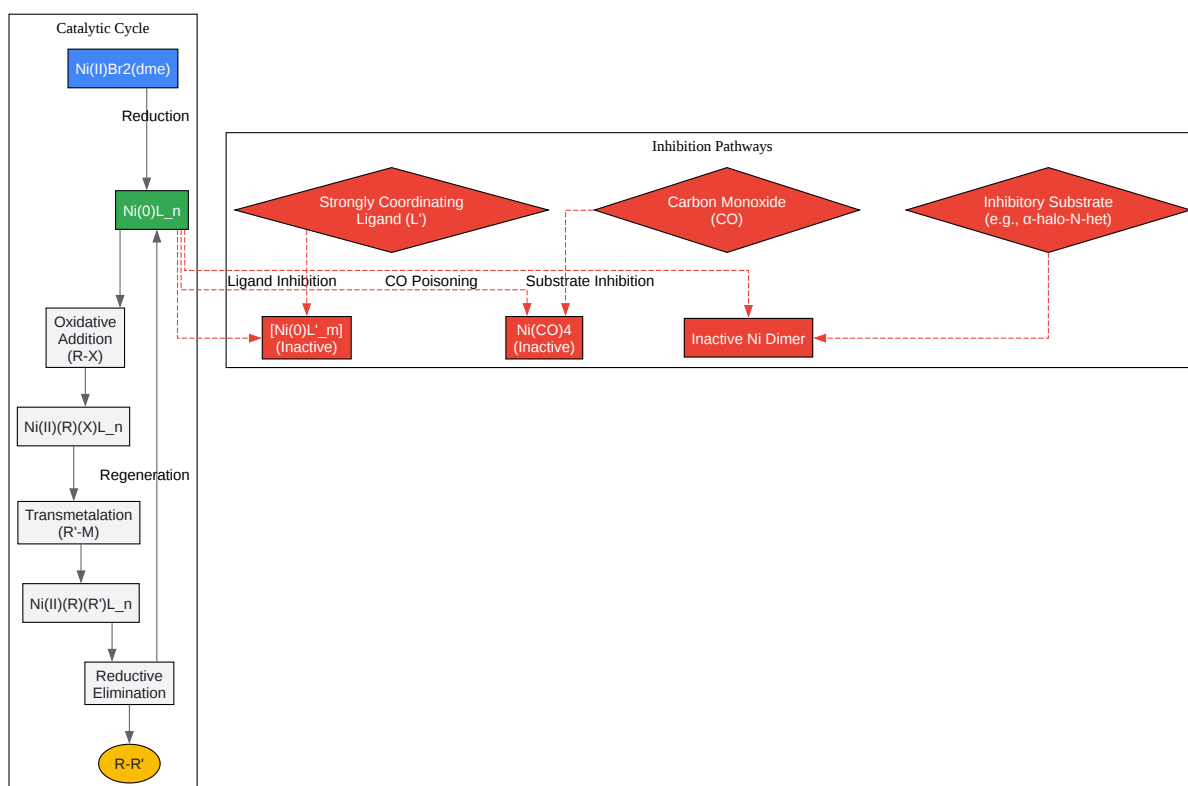 Catalytic Cycle
Ni(II)Br2(dme)
Reduction
Ni(0)L_n
Oxidative
Addition
(R-X)
Ni(II)(R)(X)L_n
Regeneration
Transmetalation
(R'-M)
Ni(II)(R)(R')L_n
Reductive
Elimination
R-R'
Inhibition Pathways
Strongly Coordinating
Ligand (L')
Carbon Monoxide
(CO)
Inhibitory Substrate
(e.g., α-halo-N-het)
Ligand Inhibition
CO Poisoning
Substrate Inhibition
[Ni(0)L'_m]
(Inactive)
Ni(CO)4
(Inactive)
Inactive Ni Dimer